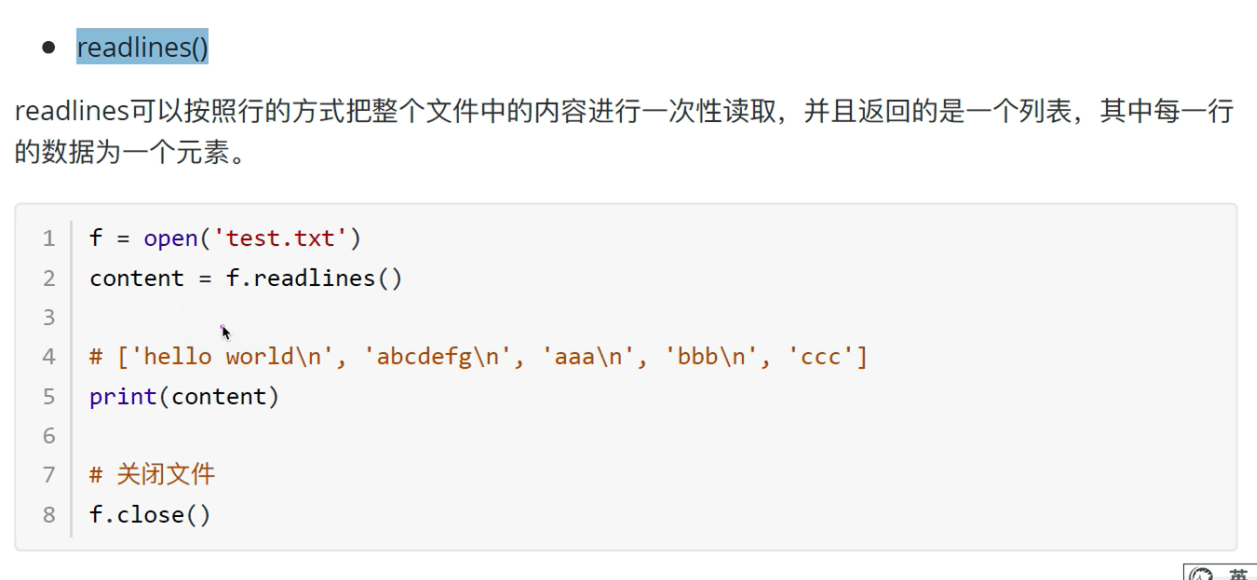 readlines()
readlines可以按照行的方式把整个文件中的内容进行一次性读取，并且返回的是一个列表，其中每一行
的数据为一个元素。
1 f = open('test.txt')
2 content = f.readlines()
3
4 # ['hello world\n', 'abcdefg\n', 'aaa\n', 'bbb\n', 'ccc']
5 print(content)
6
7 # 关闭文件
8 f.close()
英